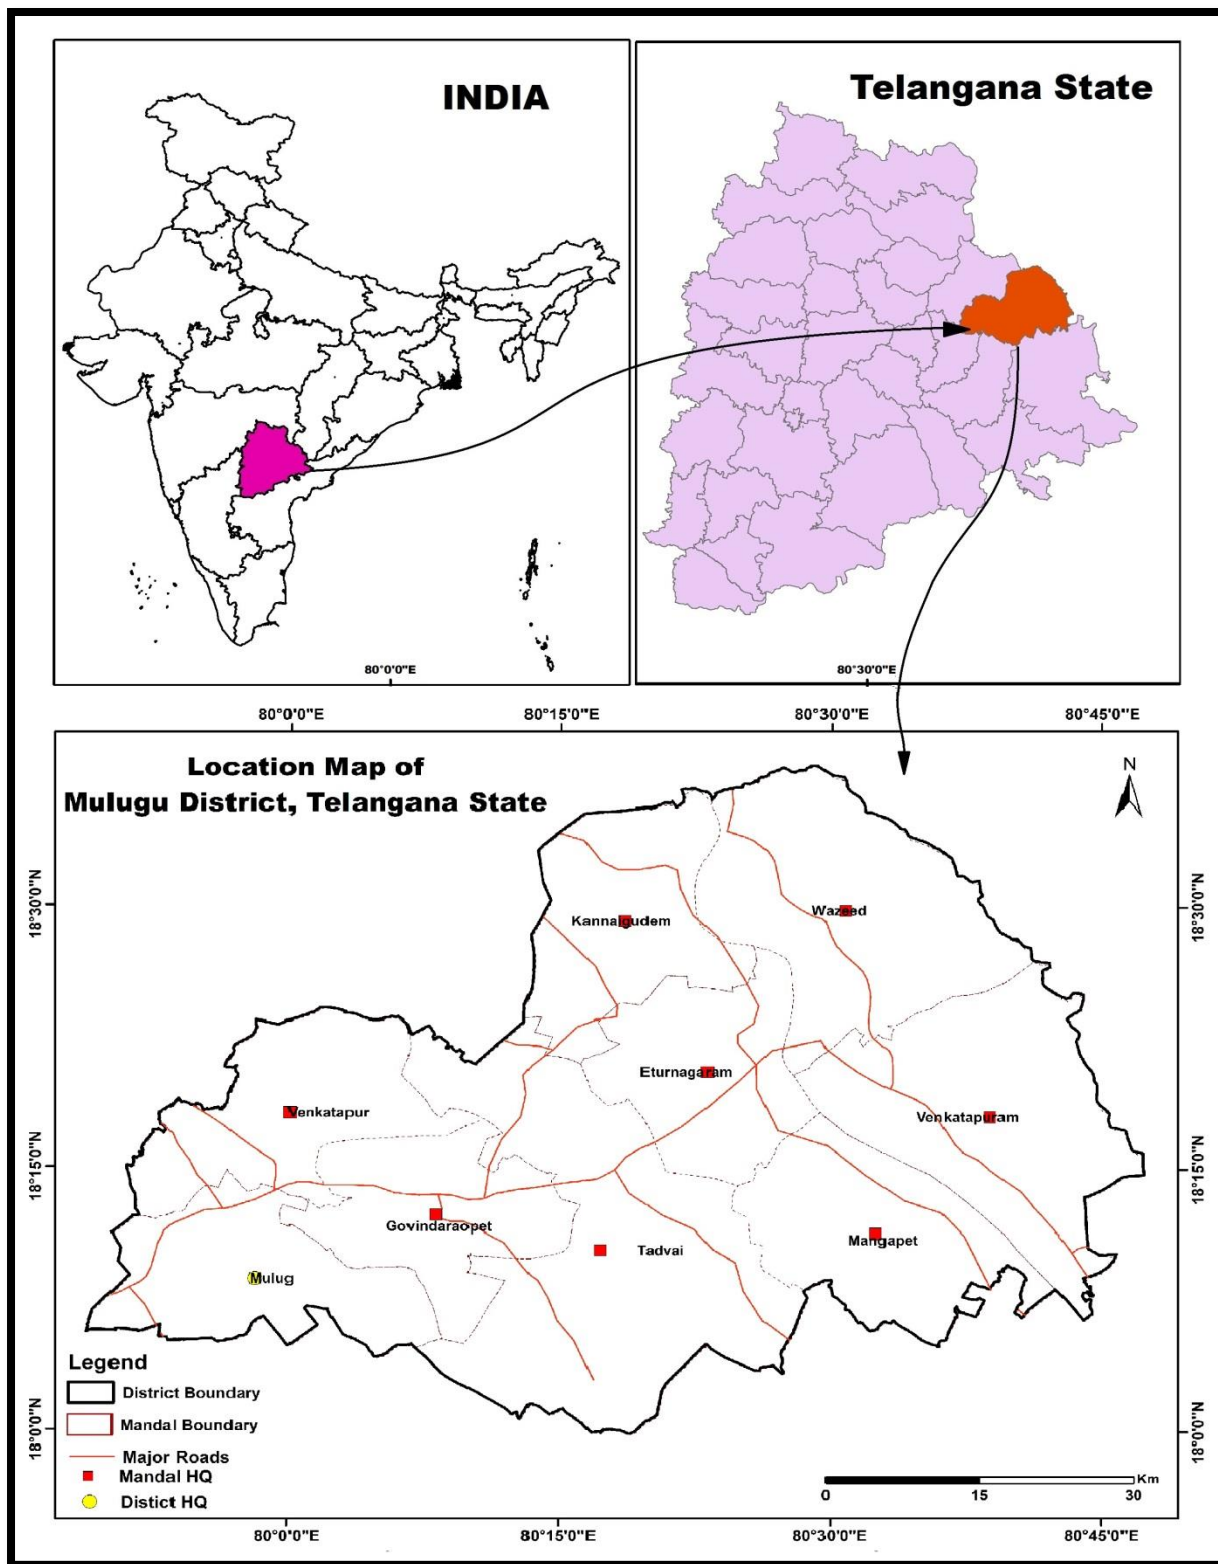 INDIA
80°0'0"E
Telangana State
80°30'0"E
80°0'0"E
80°15'0"E
80°30'0"E
80°45'0"E
Location Map of
Mulugu District, Telangana State
N
18°30'0"N
18°30'0"N
Kannaigudem
Wazeed
Eturnagaram
Venkatapur
Venkatapuram
18°15'0"N
18°15'0"N
Govindaraopet
Tadvai
Mangapet
Mulug
Legend
District Boundary
Mandal Boundary
Major Roads
Mandal HQ
Distict HQ
18°0'0"N
18°0'0"N
Km
0
15
30
80°0'0"E
80°15'0"E
80°30'0"E
80°45'0"E